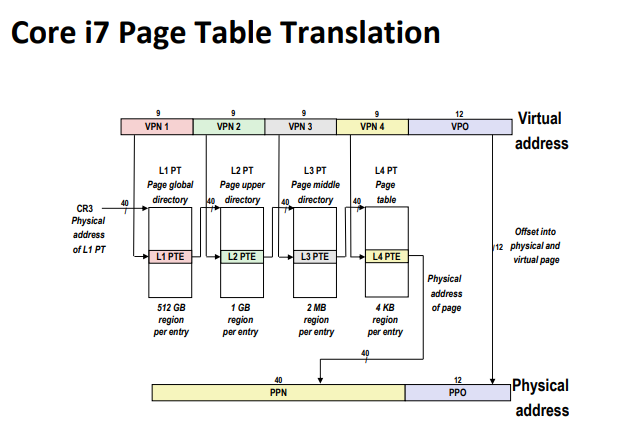 Core i7 Page Table Translation
9 9 9 9 12
VPN 1 VPN 2 VPN 3 VPN 4 VPO
Virtual
address
L1 PT
Page global
directory
L2 PT
Page upper
directory
L3 PT
Page middle
directory
L4 PT
Page
table
CR3
Physical
address
of L1 PT
40
40
40
40
L1 PTE
L2 PTE
L3 PTE
L4 PTE
512 GB
region
per entry
1 GB
region
per entry
2 MB
region
per entry
4 KB
region
per entry
Offset into
12 physical and
virtual page
Physical
address
of page
40
40 12
PPN PPO
Physical
address